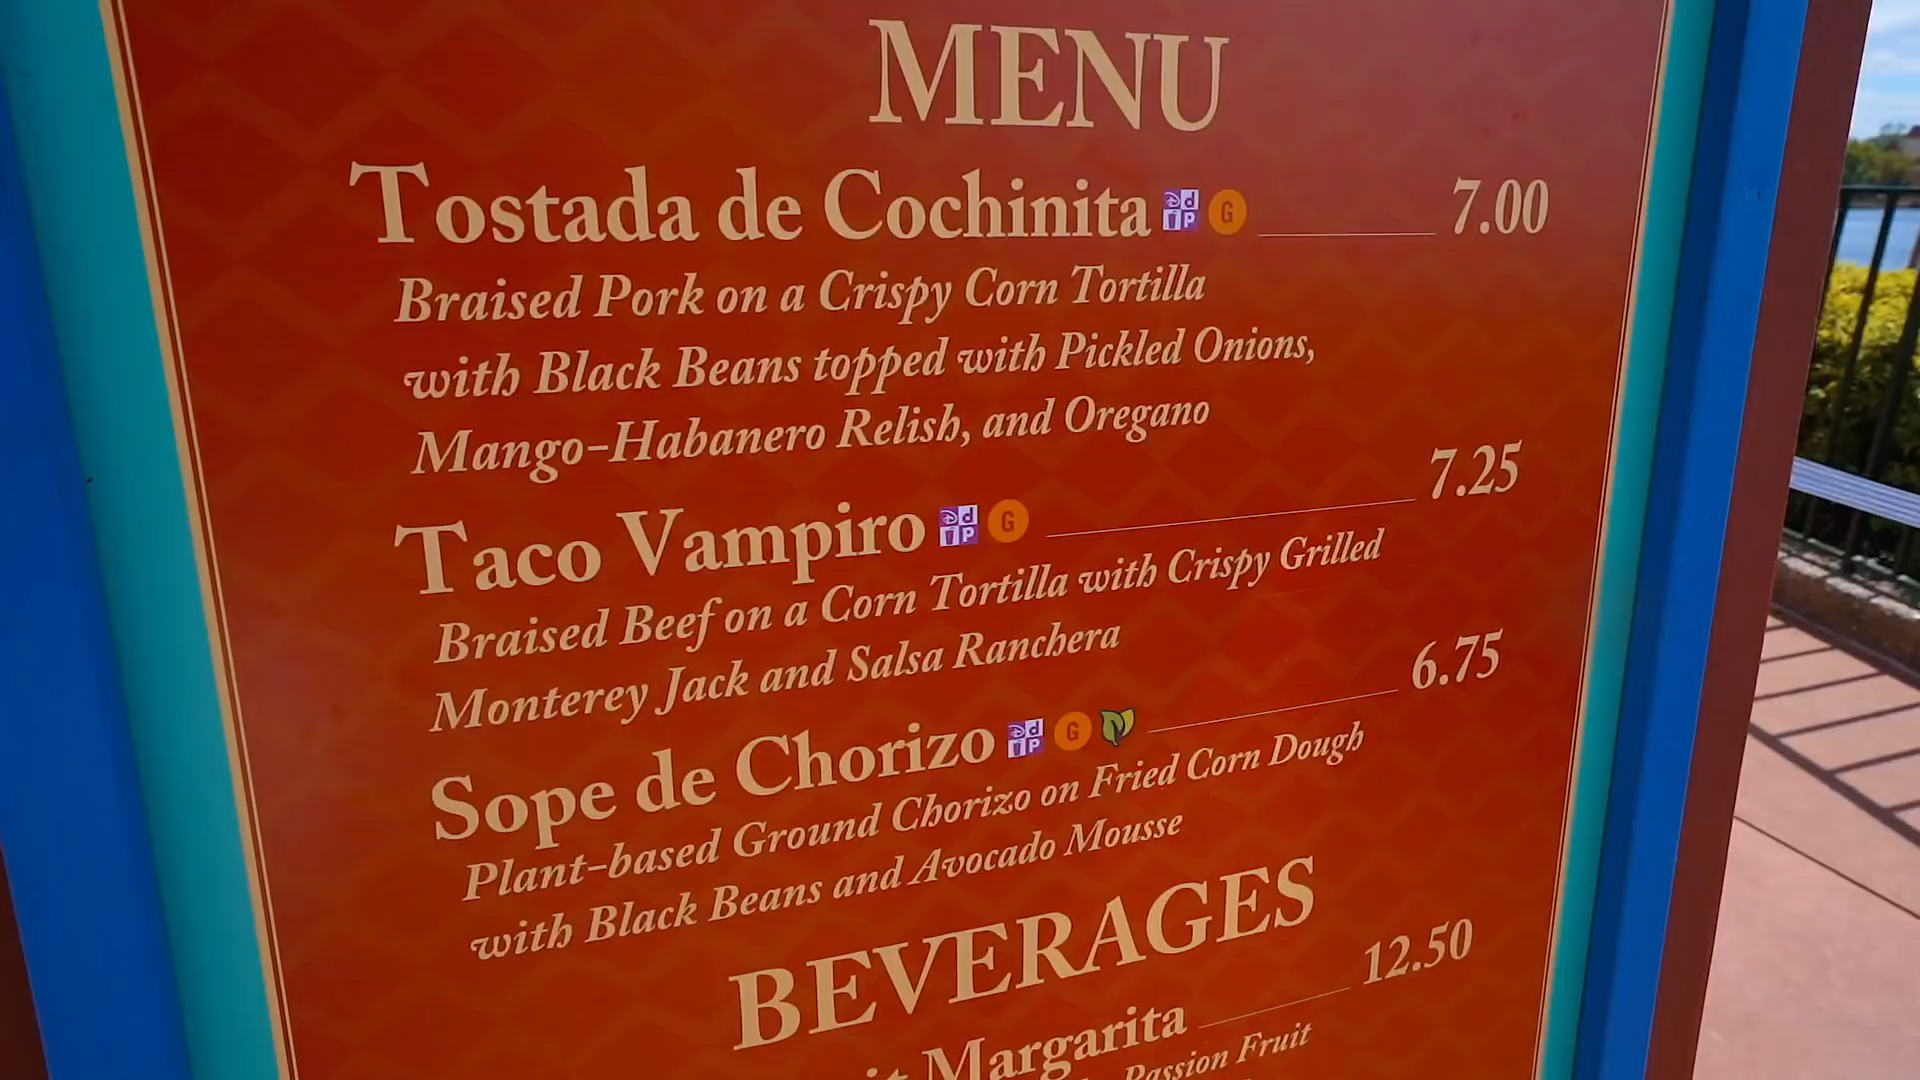 MENU
Tostada de Cochinita G 7.00
Braised Pork on a Crispy Corn Tortilla
with Black Beans topped with Pickled Onions,
Mango-Habanero Relish, and Oregano
Taco Vampiro G 7.25
Braised Beef on a Corn Tortilla with Crispy Grilled
Monterey Jack and Salsa Ranchera
Sope de Chorizo G 6.75
Plant-based Ground Chorizo on Fried Corn Dough
with Black Beans and Avocado Mousse
BEVERAGES
Margarita 12.50
Passion Fruit